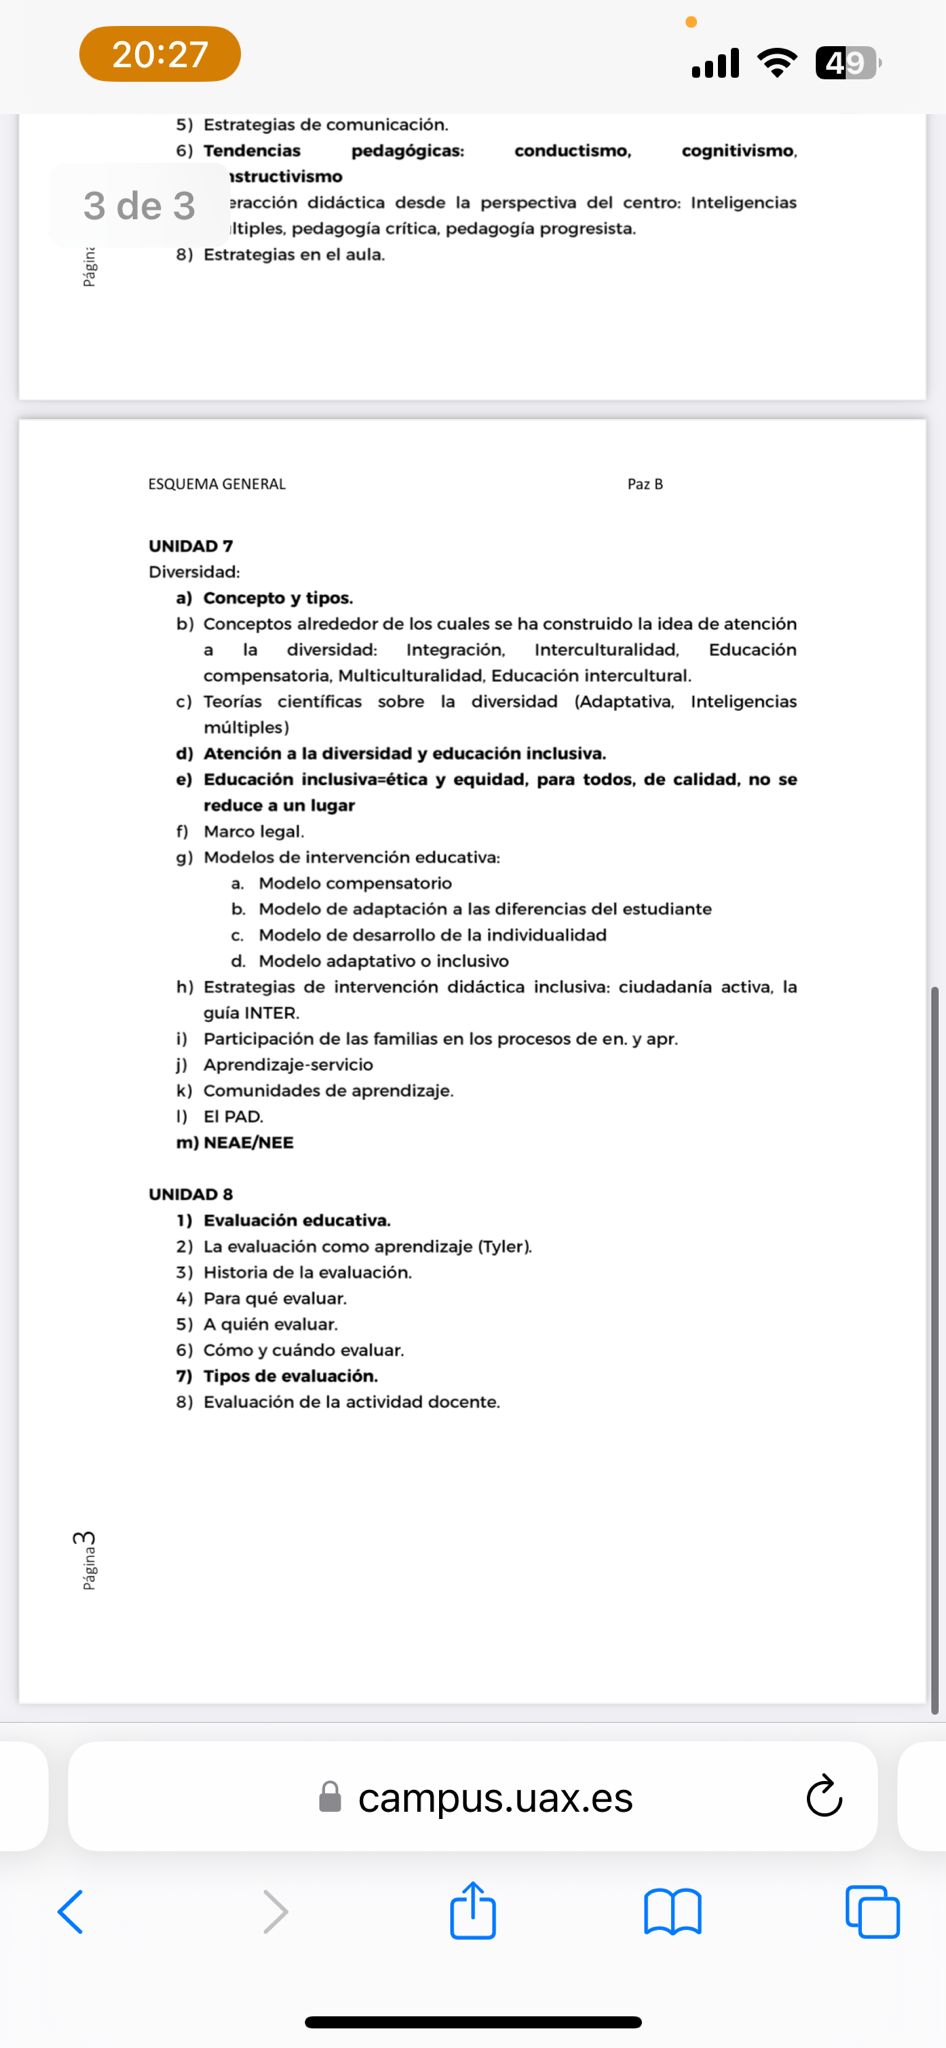 20:27
49
5) Estrategias de comunicación.
6) Tendencias pedagógicas: conductismo, cognitivismo,
nstructivismo
3 de 3
eracción didáctica desde la perspectiva del centro: Inteligencias
ltiples, pedagogía crítica, pedagogía progresista.
8) Estrategias en el aula.
Página
ESQUEMA GENERAL Paz B
UNIDAD 7
Diversidad:
a) Concepto y tipos.
b) Conceptos alrededor de los cuales se ha construido la idea de atención
a la diversidad: Integración, Interculturalidad, Educación
compensatoria, Multiculturalidad, Educación intercultural.
c) Teorías científicas sobre la diversidad (Adaptativa, Inteligencias
múltiples)
d) Atención a la diversidad y educación inclusiva.
e) Educación inclusiva=ética y equidad, para todos, de calidad, no se
reduce a un lugar
f) Marco legal.
g) Modelos de intervención educativa:
a. Modelo compensatorio
b. Modelo de adaptación a las diferencias del estudiante
c. Modelo de desarrollo de la individualidad
d. Modelo adaptativo o inclusivo
h) Estrategias de intervención didáctica inclusiva: ciudadanía activa, la
guía INTER.
i) Participación de las familias en los procesos de en. y apr.
j) Aprendizaje-servicio
k) Comunidades de aprendizaje.
l) El PAD.
m) NEAE/NEE
UNIDAD 8
1) Evaluación educativa.
2) La evaluación como aprendizaje (Tyler).
3) Historia de la evaluación.
4) Para qué evaluar.
5) A quién evaluar.
6) Cómo y cuándo evaluar.
7) Tipos de evaluación.
8) Evaluación de la actividad docente.
Página 3
campus.uax.es